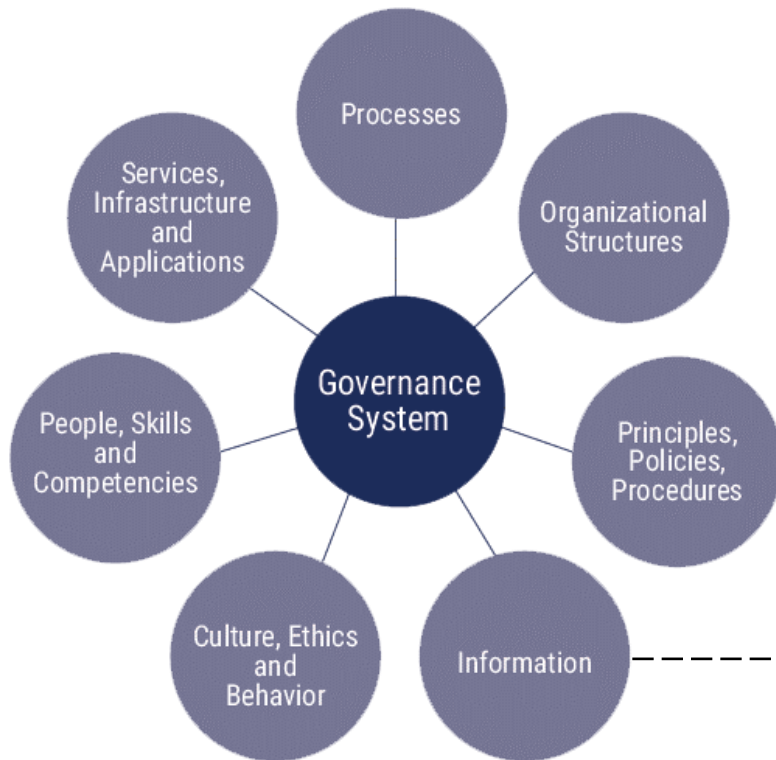 Processes
Services,
Infrastructure
and
Applications
Organizational
Structures
Governance
System
People, Skills
and
Competencies
Principles,
Policies,
Procedures
Culture, Ethics
and
Behavior
Information